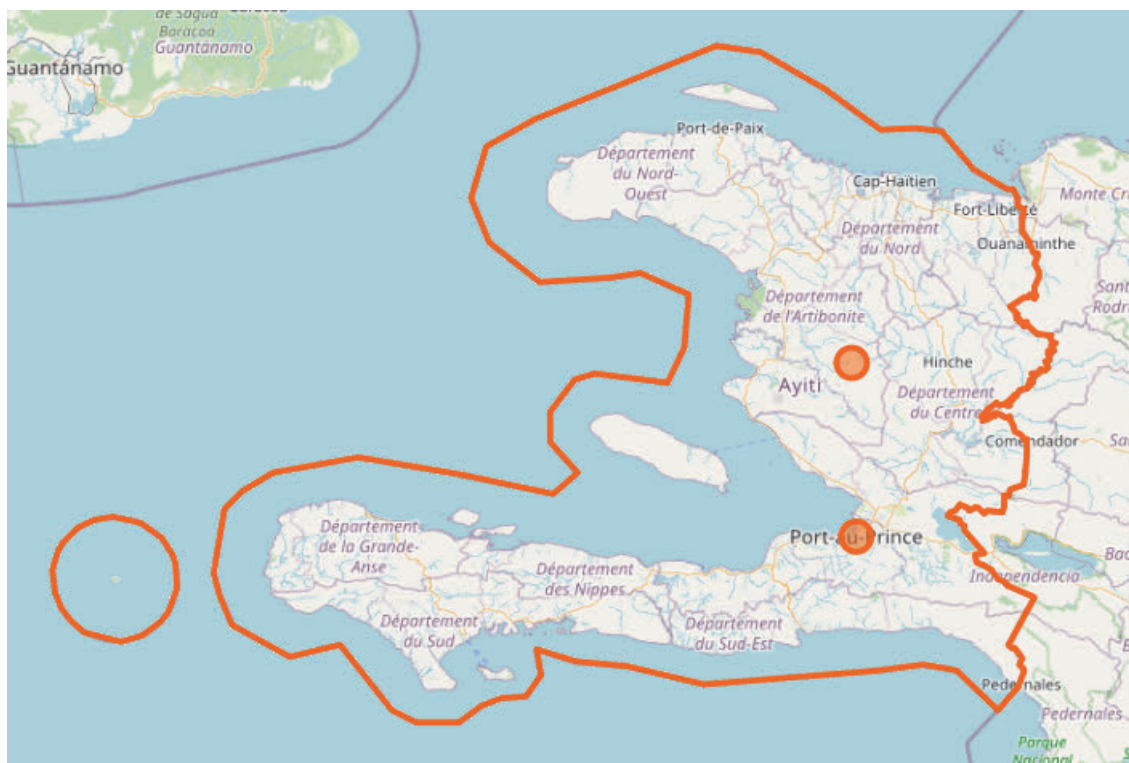 de Sagua
Baracoa
Guantánamo
Guantánamo
Port-de-Paix
Département
du Nord-
Ouest
Cap-Haïtien
Fort-Liberté
Monte Cr
Département
du Nord
Ouanaminthe
Département
de l'Artibonite
Sant
Rodr
Hinche
Ayiti
Département
du Centre
Comendador
Sa
Département
de la Grande-
Anse
Port-au-Prince
Bac
Département
des Nippes
Independencia
Département
du Sud
Département
du Sud-Est
Pedernales
Pedernales
Parque
Nacional